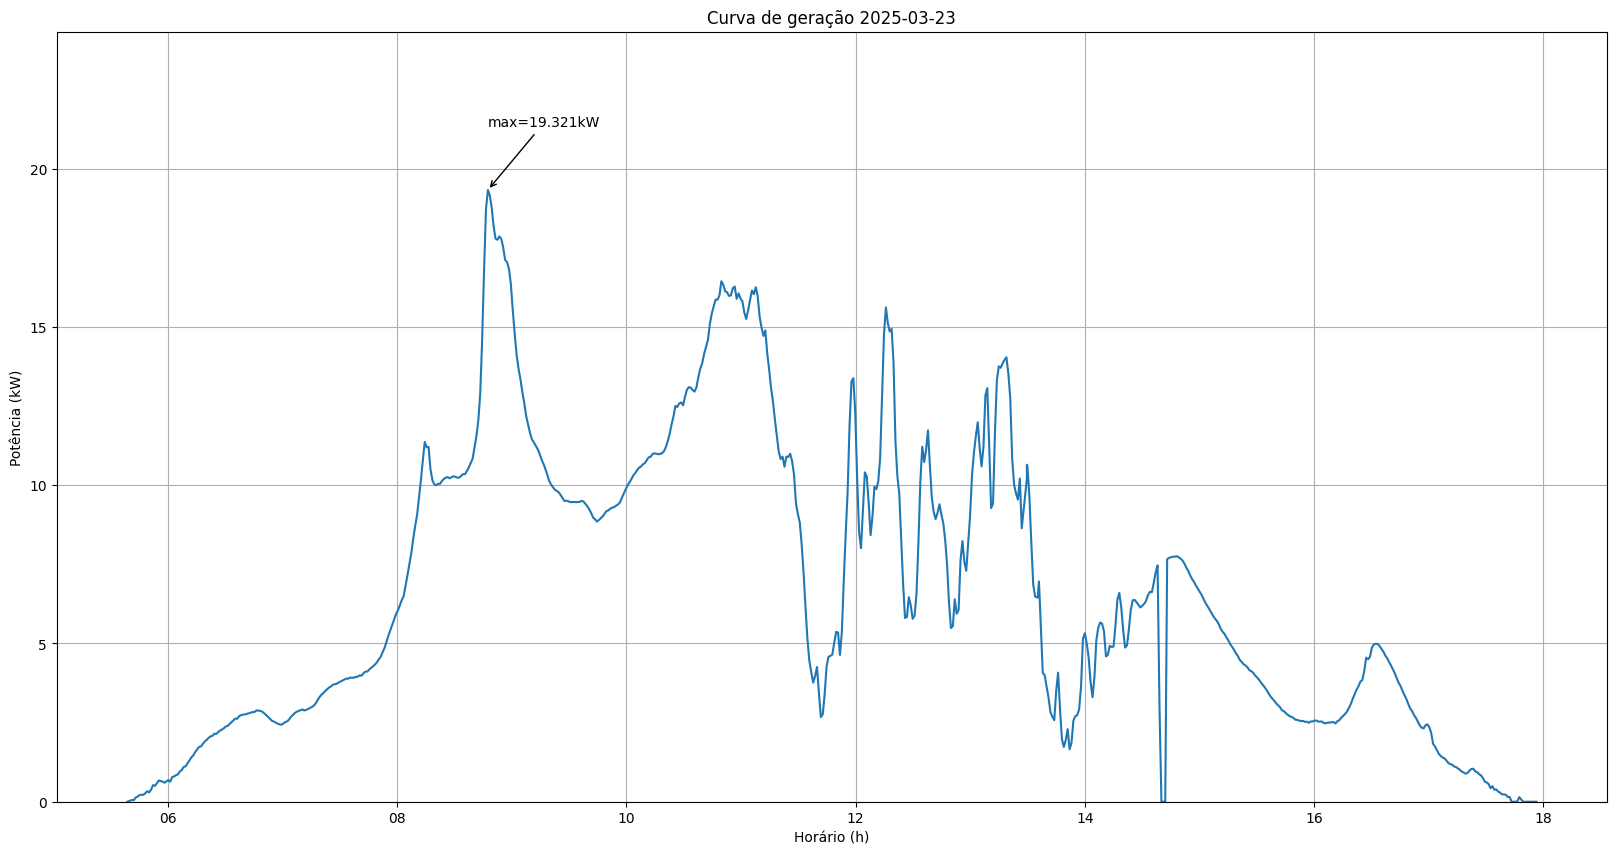 Curva de geração 2025-03-23
max=19.321kW
20
15
10
5
0
Potência (kW)
06 08 10 12 14 16 18
Horário (h)